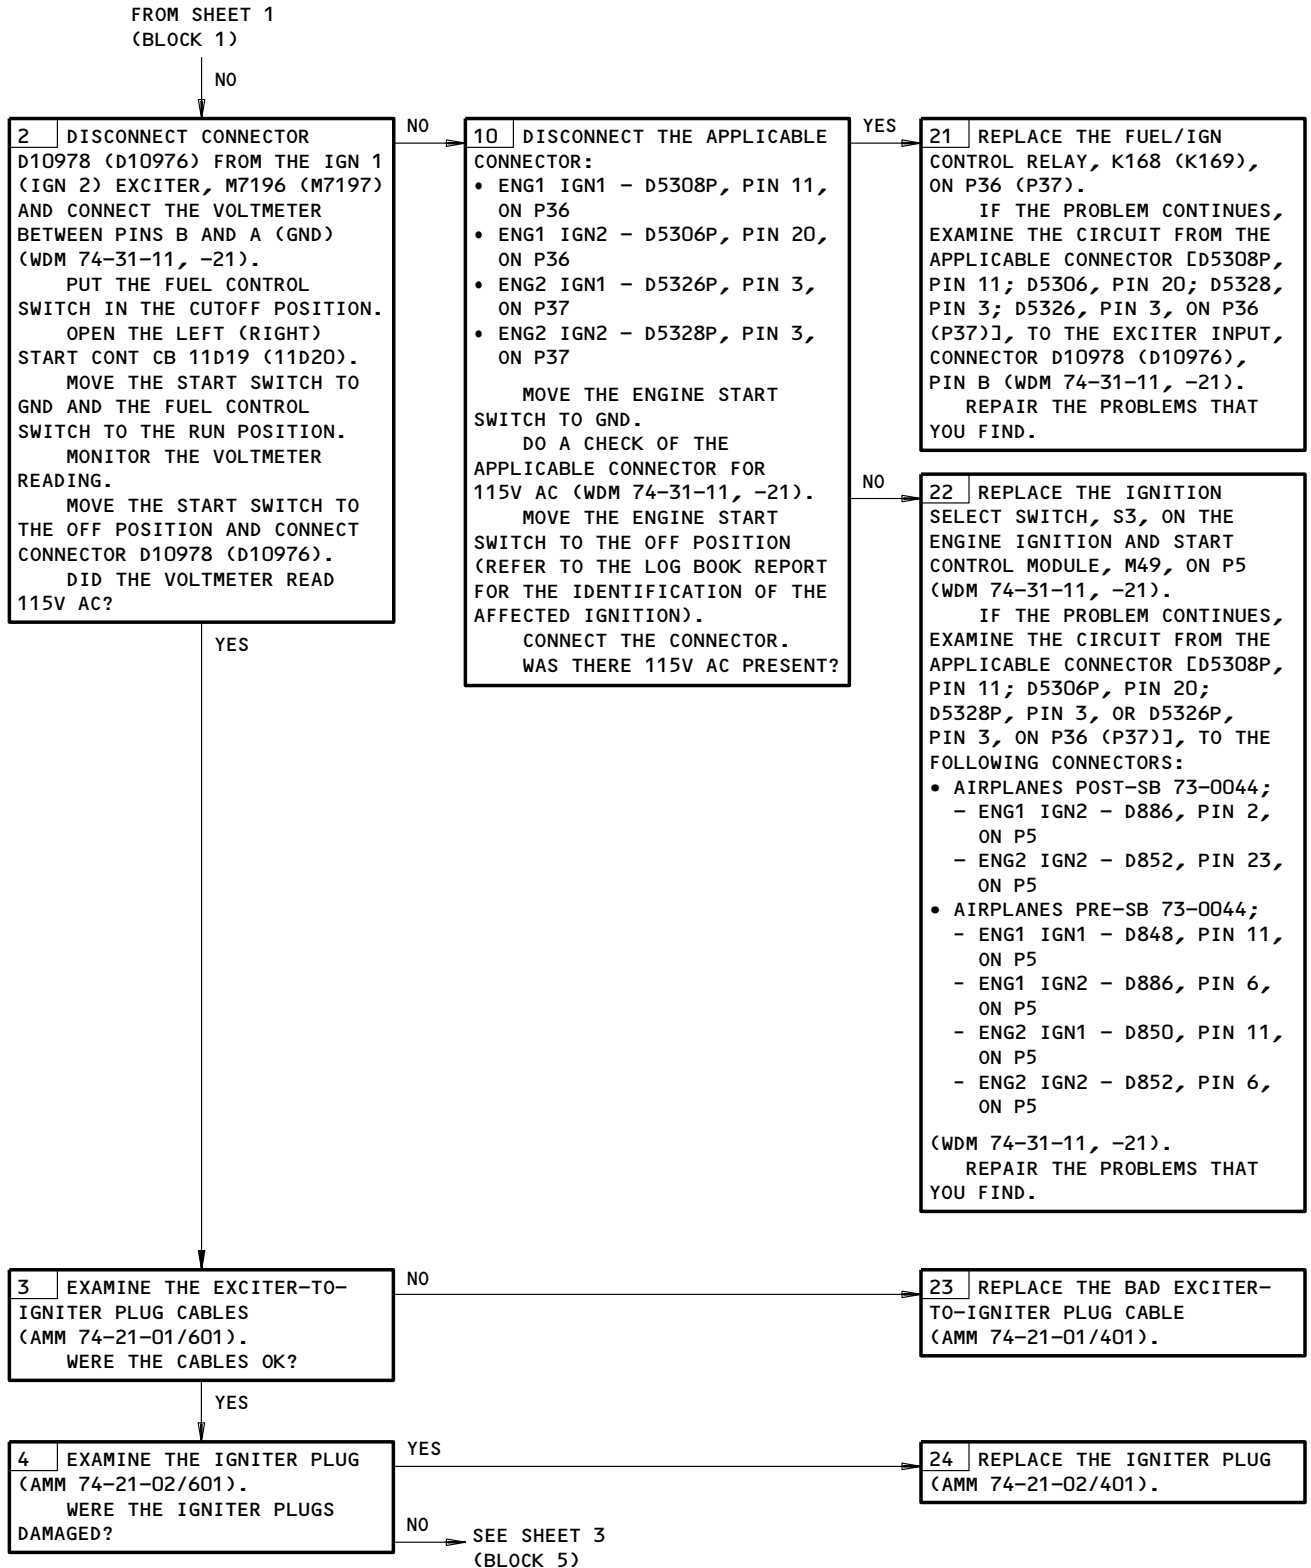 FROM SHEET 1
(BLOCK 1)
NO
2 DISCONNECT CONNECTOR
D10978 (D10976) FROM THE IGN 1
(IGN 2) EXCITER, M7196 (M7197)
AND CONNECT THE VOLTMETER
BETWEEN PINS B AND A (GND)
(WDM 74-31-11, -21).
PUT THE FUEL CONTROL
SWITCH IN THE CUTOFF POSITION.
OPEN THE LEFT (RIGHT)
START CONT CB 11D19 (11D20).
MOVE THE START SWITCH TO
GND AND THE FUEL CONTROL
SWITCH TO THE RUN POSITION.
MONITOR THE VOLTMETER
READING.
MOVE THE START SWITCH TO
THE OFF POSITION AND CONNECT
CONNECTOR D10978 (D10976).
DID THE VOLTMETER READ
115V AC?
NO
YES
10 DISCONNECT THE APPLICABLE
CONNECTOR:
• ENG1 IGN1 – D5308P, PIN 11,
ON P36
• ENG1 IGN2 – D5306P, PIN 20,
ON P36
• ENG2 IGN1 – D5326P, PIN 3,
ON P37
• ENG2 IGN2 – D5328P, PIN 3,
ON P37
MOVE THE ENGINE START
SWITCH TO GND.
DO A CHECK OF THE
APPLICABLE CONNECTOR FOR
115V AC (WDM 74-31-11, -21).
MOVE THE ENGINE START
SWITCH TO THE OFF POSITION
(REFER TO THE LOG BOOK REPORT
FOR THE IDENTIFICATION OF THE
AFFECTED IGNITION).
CONNECT THE CONNECTOR.
WAS THERE 115V AC PRESENT?
YES
21 REPLACE THE FUEL/IGN
CONTROL RELAY, K168 (K169),
ON P36 (P37).
IF THE PROBLEM CONTINUES,
EXAMINE THE CIRCUIT FROM THE
APPLICABLE CONNECTOR [D5308P,
PIN 11; D5306, PIN 20; D5328,
PIN 3; D5326, PIN 3, ON P36
(P37)], TO THE EXCITER INPUT,
CONNECTOR D10978 (D10976),
PIN B (WDM 74-31-11, -21).
REPAIR THE PROBLEMS THAT
YOU FIND.
NO
22 REPLACE THE IGNITION
SELECT SWITCH, S3, ON THE
ENGINE IGNITION AND START
CONTROL MODULE, M49, ON P5
(WDM 74-31-11, -21).
IF THE PROBLEM CONTINUES,
EXAMINE THE CIRCUIT FROM THE
APPLICABLE CONNECTOR [D5308P,
PIN 11; D5306P, PIN 20;
D5328P, PIN 3, OR D5326P,
PIN 3, ON P36 (P37)], TO THE
FOLLOWING CONNECTORS:
• AIRPLANES POST-SB 73-0044;
– ENG1 IGN2 – D886, PIN 2,
ON P5
– ENG2 IGN2 – D852, PIN 23,
ON P5
• AIRPLANES PRE-SB 73-0044;
- ENG1 IGN1 – D848, PIN 11,
ON P5
- ENG1 IGN2 – D886, PIN 6,
ON P5
- ENG2 IGN1 – D850, PIN 11,
ON P5
- ENG2 IGN2 – D852, PIN 6,
ON P5
(WDM 74-31-11, -21).
REPAIR THE PROBLEMS THAT
YOU FIND.
3 EXAMINE THE EXCITER-TO-
IGNITER PLUG CABLES
(AMM 74-21-01/601).
WERE THE CABLES OK?
NO
23 REPLACE THE BAD EXCITER-
TO-IGNITER PLUG CABLE
(AMM 74-21-01/401).
YES
4 EXAMINE THE IGNITER PLUG
(AMM 74-21-02/601).
WERE THE IGNITER PLUGS
DAMAGED?
YES
24 REPLACE THE IGNITER PLUG
(AMM 74-21-02/401).
NO
SEE SHEET 3
(BLOCK 5)